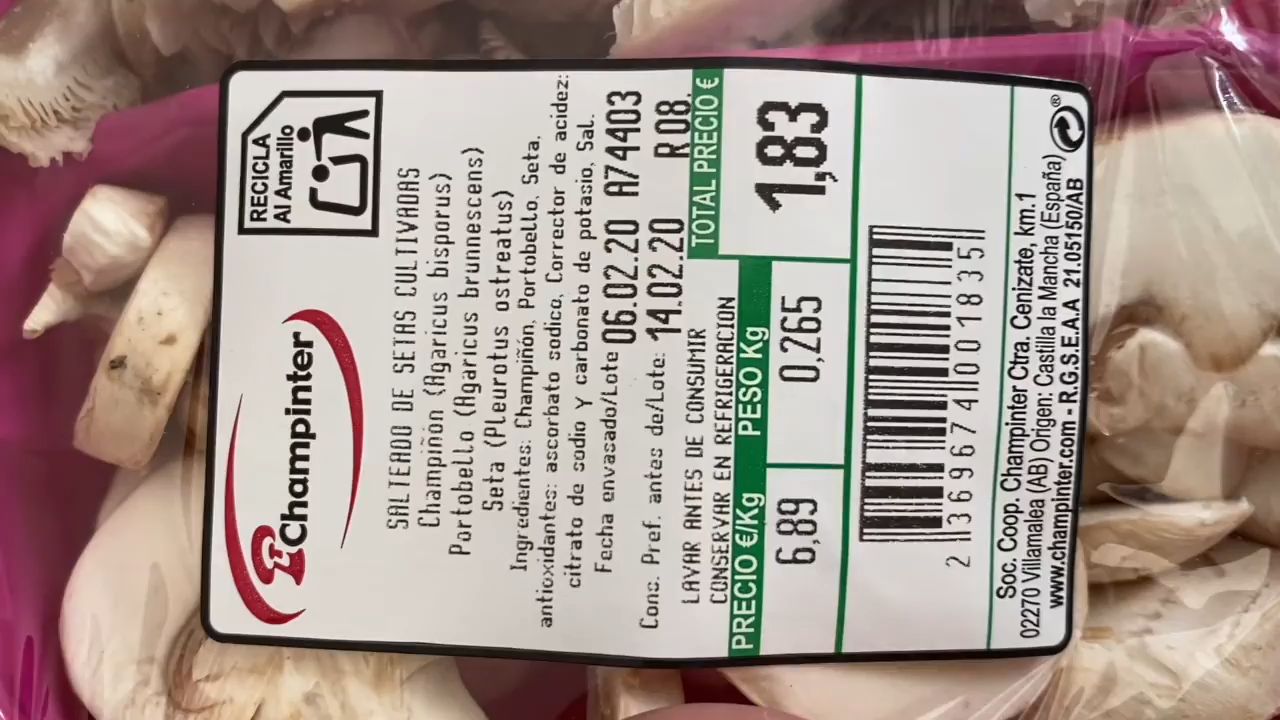 RECICLA
Al Amarillo
Champinter
SALTEADO DE SETAS CULTIVADAS
Champiñón (Agaricus bisporus)
Portobello (Agaricus brunnescens)
Seta (Pleurotus ostreatus)
Ingredientes: Champiñón, Portobello, Seta,
antioxidantes: ascorbato sodico, Corrector de acidez:
citrato de sodio y carbonato de potasio, Sal.
Fecha envasado/Lote 06.02.20 A74403
Cons. Pref. antes de/Lote: 14.02.20 R08.
LAVAR ANTES DE CONSUMIR
CONSERVAR EN REFRIGERACION
PRECIO €/Kg PESO Kg TOTAL PRECIO €
6,89 0,265 1,83
2 369674 001835
Soc. Coop. Champinter Ctra. Cenizate, km.1
02270 Villamalea (AB) Origen: Castilla la Mancha (España)
www.champinter.com - R.G.S.E.A.A 21.05150/AB
®